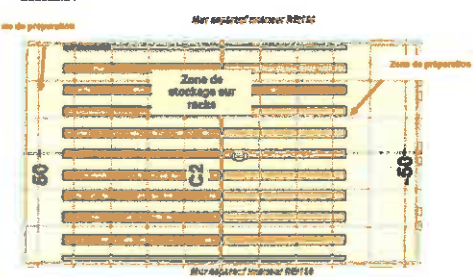 Mur séparatif intérieur REI120
de préparation
Zone de préparation
Zone de
stockage sur
racks
C2
50
50
Mur séparatif intérieur REI120